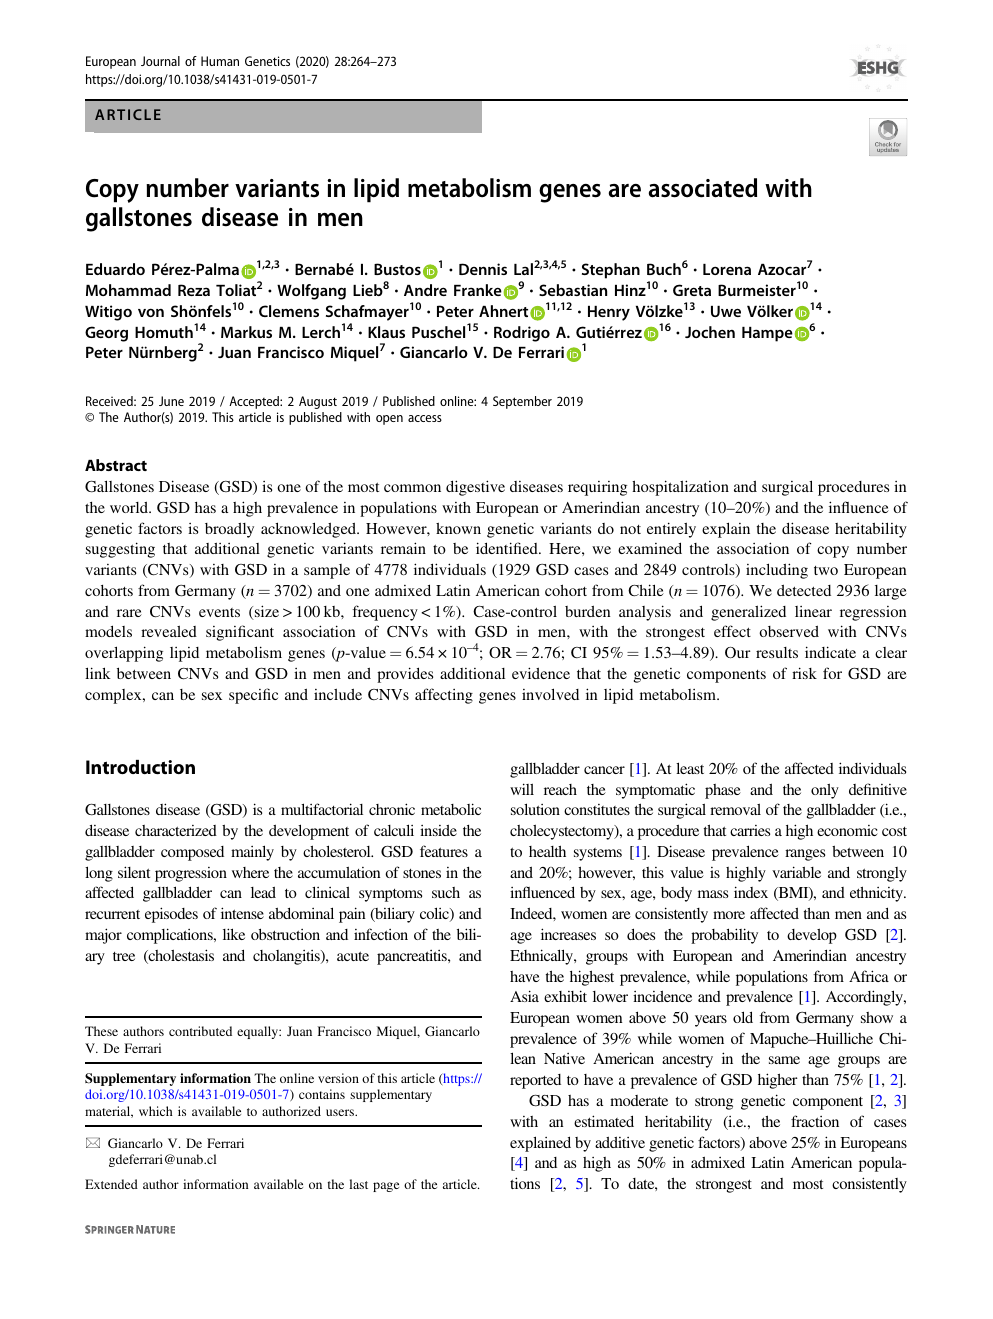 European Journal of Human Genetics (2020) 28:264–273
https://doi.org/10.1038/s41431-019-0501-7
ESHG
ARTICLE
Check for
updates
Copy number variants in lipid metabolism genes are associated with
gallstones disease in men
Eduardo Pérez-Palma iD 1,2,3 · Bernabé I. Bustos iD 1 · Dennis Lal2,3,4,5 · Stephan Buch6 · Lorena Azocar7 ·
Mohammad Reza Toliat2 · Wolfgang Lieb8 · Andre Franke iD 9 · Sebastian Hinz10 · Greta Burmeister10 ·
Witigo von Shönfels10 · Clemens Schafmayer10 · Peter Ahnert iD 11,12 · Henry Völzke13 · Uwe Völker iD 14 ·
Georg Homuth14 · Markus M. Lerch14 · Klaus Puschel15 · Rodrigo A. Gutiérrez iD 16 · Jochen Hampe iD 6 ·
Peter Nürnberg2 · Juan Francisco Miquel7 · Giancarlo V. De Ferrari iD 1
Received: 25 June 2019 / Accepted: 2 August 2019 / Published online: 4 September 2019
© The Author(s) 2019. This article is published with open access
Abstract
Gallstones Disease (GSD) is one of the most common digestive diseases requiring hospitalization and surgical procedures in
the world. GSD has a high prevalence in populations with European or Amerindian ancestry (10–20%) and the influence of
genetic factors is broadly acknowledged. However, known genetic variants do not entirely explain the disease heritability
suggesting that additional genetic variants remain to be identified. Here, we examined the association of copy number
variants (CNVs) with GSD in a sample of 4778 individuals (1929 GSD cases and 2849 controls) including two European
cohorts from Germany (n = 3702) and one admixed Latin American cohort from Chile (n = 1076). We detected 2936 large
and rare CNVs events (size > 100 kb, frequency < 1%). Case-control burden analysis and generalized linear regression
models revealed significant association of CNVs with GSD in men, with the strongest effect observed with CNVs
overlapping lipid metabolism genes (p-value = 6.54 × 10–4; OR = 2.76; CI 95% = 1.53–4.89). Our results indicate a clear
link between CNVs and GSD in men and provides additional evidence that the genetic components of risk for GSD are
complex, can be sex specific and include CNVs affecting genes involved in lipid metabolism.
Introduction
Gallstones disease (GSD) is a multifactorial chronic metabolic
disease characterized by the development of calculi inside the
gallbladder composed mainly by cholesterol. GSD features a
long silent progression where the accumulation of stones in the
affected gallbladder can lead to clinical symptoms such as
recurrent episodes of intense abdominal pain (biliary colic) and
major complications, like obstruction and infection of the bili-
ary tree (cholestasis and cholangitis), acute pancreatitis, and
These authors contributed equally: Juan Francisco Miquel, Giancarlo
V. De Ferrari
Supplementary information The online version of this article (https://
doi.org/10.1038/s41431-019-0501-7) contains supplementary
material, which is available to authorized users.
Giancarlo V. De Ferrari
gdeferrari@unab.cl
Extended author information available on the last page of the article.
gallbladder cancer [1]. At least 20% of the affected individuals
will reach the symptomatic phase and the only definitive
solution constitutes the surgical removal of the gallbladder (i.e.,
cholecystectomy), a procedure that carries a high economic cost
to health systems [1]. Disease prevalence ranges between 10
and 20%; however, this value is highly variable and strongly
influenced by sex, age, body mass index (BMI), and ethnicity.
Indeed, women are consistently more affected than men and as
age increases so does the probability to develop GSD [2].
Ethnically, groups with European and Amerindian ancestry
have the highest prevalence, while populations from Africa or
Asia exhibit lower incidence and prevalence [1]. Accordingly,
European women above 50 years old from Germany show a
prevalence of 39% while women of Mapuche–Huilliche Chi-
lean Native American ancestry in the same age groups are
reported to have a prevalence of GSD higher than 75% [1, 2].
GSD has a moderate to strong genetic component [2, 3]
with an estimated heritability (i.e., the fraction of cases
explained by additive genetic factors) above 25% in Europeans
[4] and as high as 50% in admixed Latin American popula-
tions [2, 5]. To date, the strongest and most consistently
SPRINGER NATURE